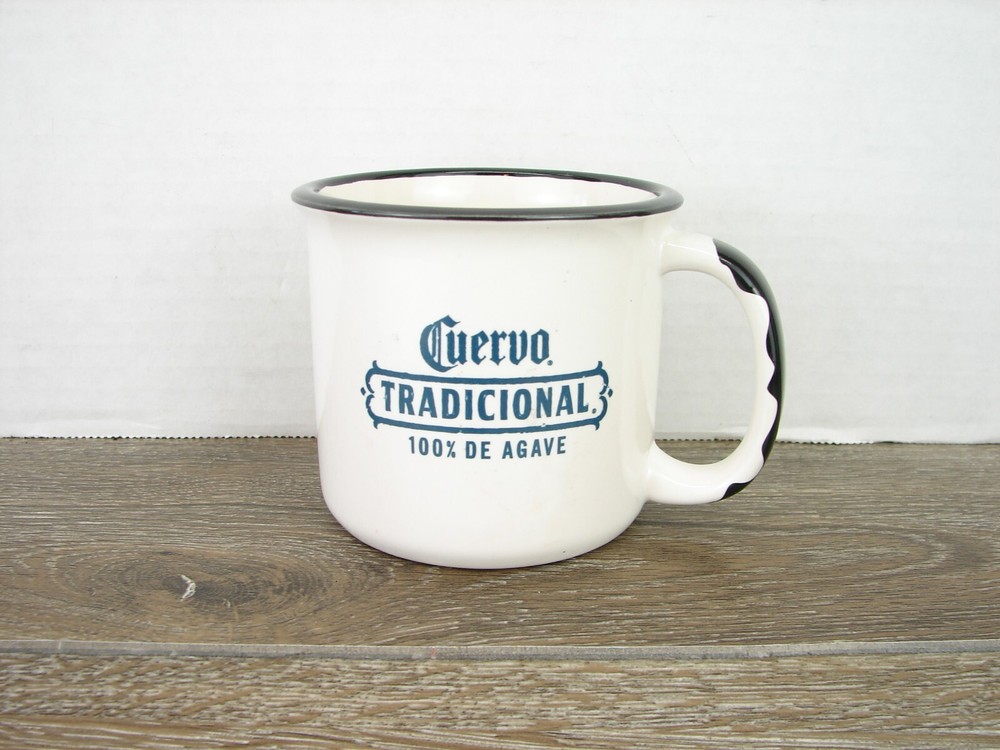 Cuervo®
TRADICIONAL®
100% DE AGAVE